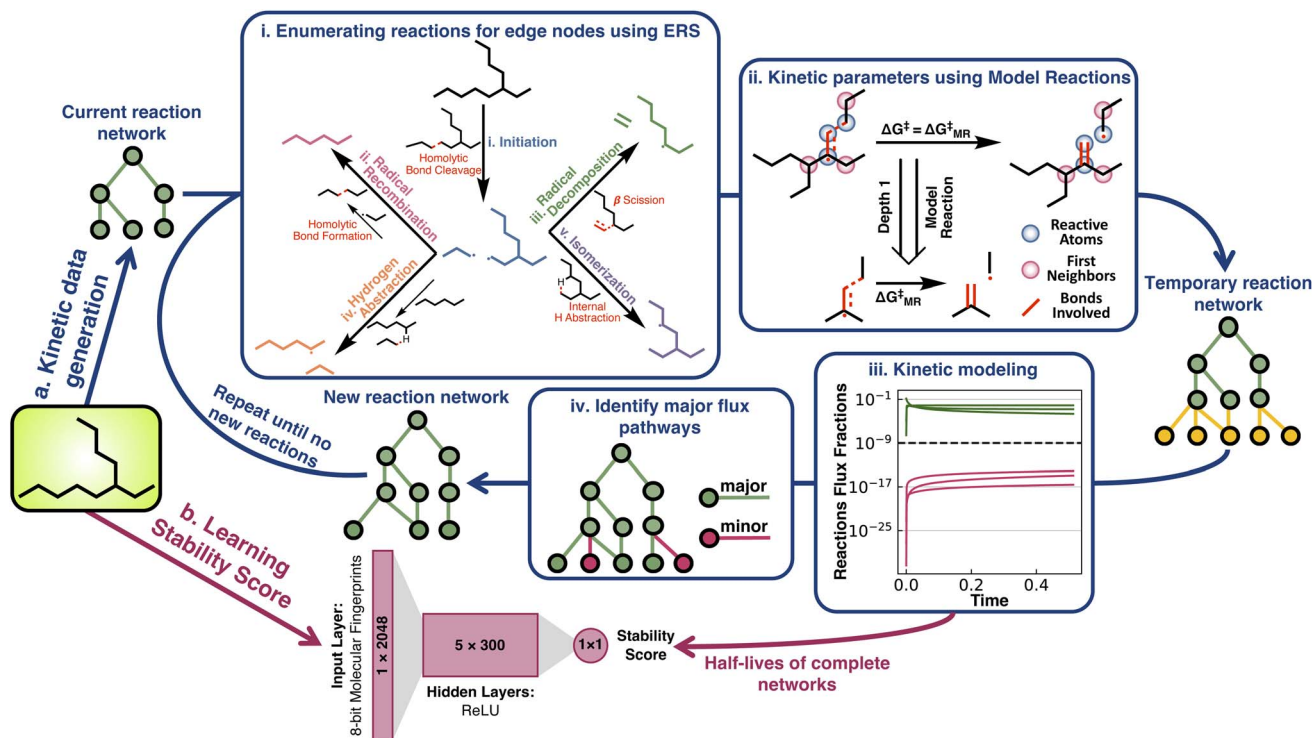 i. Enumerating reactions for edge nodes using ERS
i. Initiation
Homolytic
Bond Cleavage
ii. Radical
Recombination
Homolytic
Bond Formation
iii. Radical
Decomposition
β Scission
iv. Hydrogen
Abstraction
H
v. Isomerization
H
Internal
H Abstraction
ii. Kinetic parameters using Model Reactions
ΔG‡ = ΔG‡MR
Depth 1
Model
Reaction
ΔG‡MR
Reactive
Atoms
First
Neighbors
Bonds
Involved
Current reaction
network
Temporary reaction
network
a. Kinetic data
generation
Repeat until no
new reactions
New reaction network
iv. Identify major flux
pathways
major
minor
iii. Kinetic modeling
Reactions Flux Fractions
10⁻¹
10⁻⁹
10⁻¹⁷
10⁻²⁵
0.0
0.2
0.4
Time
b. Learning
Stability Score
Input Layer:
8-bit Molecular Fingerprints
1 × 2048
5 × 300
Hidden Layers:
ReLU
1×1
Stability
Score
Half-lives of complete
networks